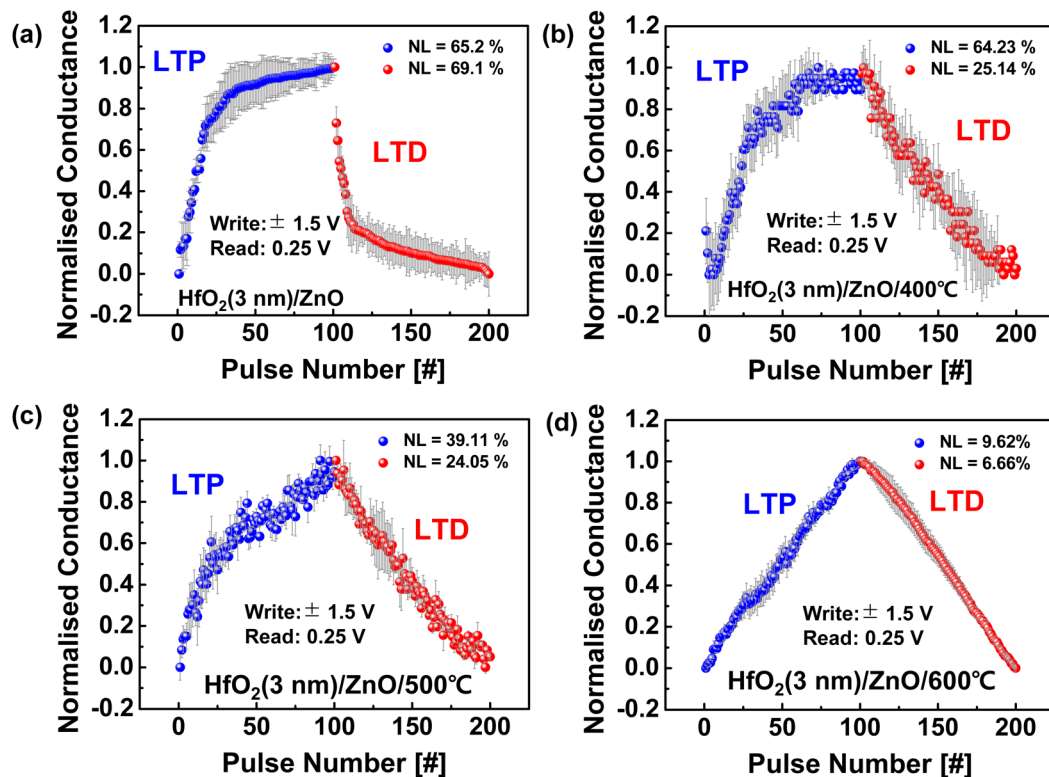 (a)
Normalised Conductance
1.2
1.0
0.8
0.6
0.4
0.2
0.0
-0.2
LTP
NL = 65.2 %
NL = 69.1 %
LTD
Write: ± 1.5 V
Read: 0.25 V
HfO₂(3 nm)/ZnO
0 50 100 150 200
Pulse Number [#]
(b)
Normalised Conductance
1.2
1.0
0.8
0.6
0.4
0.2
0.0
-0.2
LTP
NL = 64.23 %
NL = 25.14 %
LTD
Write: ± 1.5 V
Read: 0.25 V
HfO₂(3 nm)/ZnO/400℃
0 50 100 150 200
Pulse Number [#]
(c)
Normalised Conductance
1.2
1.0
0.8
0.6
0.4
0.2
0.0
-0.2
LTP
NL = 39.11 %
NL = 24.05 %
LTD
Write: ± 1.5 V
Read: 0.25 V
HfO₂(3 nm)/ZnO/500℃
0 50 100 150 200
Pulse Number [#]
(d)
Normalised Conductance
1.2
1.0
0.8
0.6
0.4
0.2
0.0
-0.2
LTP
NL = 9.62%
NL = 6.66%
LTD
Write: ± 1.5 V
Read: 0.25 V
HfO₂(3 nm)/ZnO/600℃
0 50 100 150 200
Pulse Number [#]